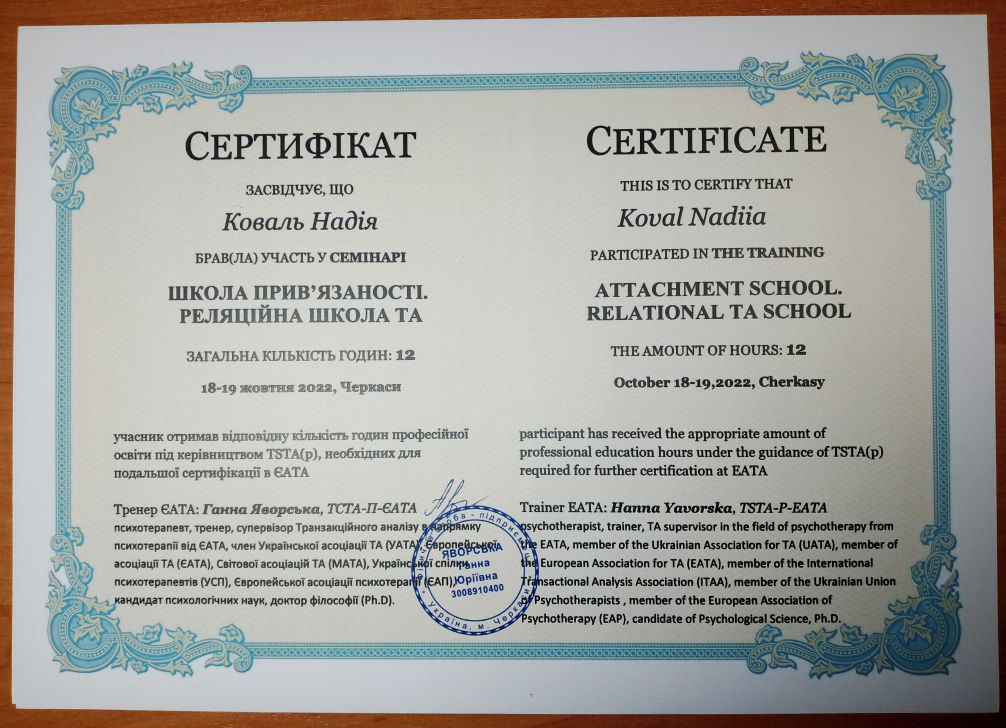 СЕРТИФІКАТ
ЗАСВІДЧУЄ, ЩО
Коваль Надія
БРАВ(ЛА) УЧАСТЬ У СЕМІНАРІ
ШКОЛА ПРИВ’ЯЗАНОСТІ.
РЕЛЯЦІЙНА ШКОЛА ТА
ЗАГАЛЬНА КІЛЬКІСТЬ ГОДИН: 12
18-19 жовтня 2022, Черкаси
учасник отримав відповідну кількість годин професійної
освіти під керівництвом TSTA(p), необхідних для
подальшої сертифікації в ЄАТА
Тренер ЄАТА: Ганна Яворська, ТСТА-П-ЄАТА
психотерапевт, тренер, супервізор Транзакційного аналізу в напрямку
психотерапії від ЄАТА, член Української асоціації ТА (УАТА), Європейської
асоціації ТА (ЕАТА), Світової асоціацій ТА (МАТА), Української спілки
психотерапевтів (УСП), Європейської асоціації психотерапії (ЄАП),
кандидат психологічних наук, доктор філософії (Ph.D).
CERTIFICATE
THIS IS TO CERTIFY THAT
Koval Nadiia
PARTICIPATED IN THE TRAINING
ATTACHMENT SCHOOL.
RELATIONAL TA SCHOOL
THE AMOUNT OF HOURS: 12
October 18-19,2022, Cherkasy
participant has received the appropriate amount of
professional education hours under the guidance of TSTA(p)
required for further certification at EATA
Trainer EATA: Hanna Yavorska, TSTA-P-EATA
psychotherapist, trainer, TA supervisor in the field of psychotherapy from
the EATA, member of the Ukrainian Association for TA (UATA), member of
the European Association for TA (EATA), member of the International
Transactional Analysis Association (ITAA), member of the Ukrainian Union
of Psychotherapists , member of the European Association of
Psychotherapy (EAP), candidate of Psychological Science, Ph.D.
ЯВОРСЬКА
Ганна
Юріївна
3008910400
Україна, м. Черкаси